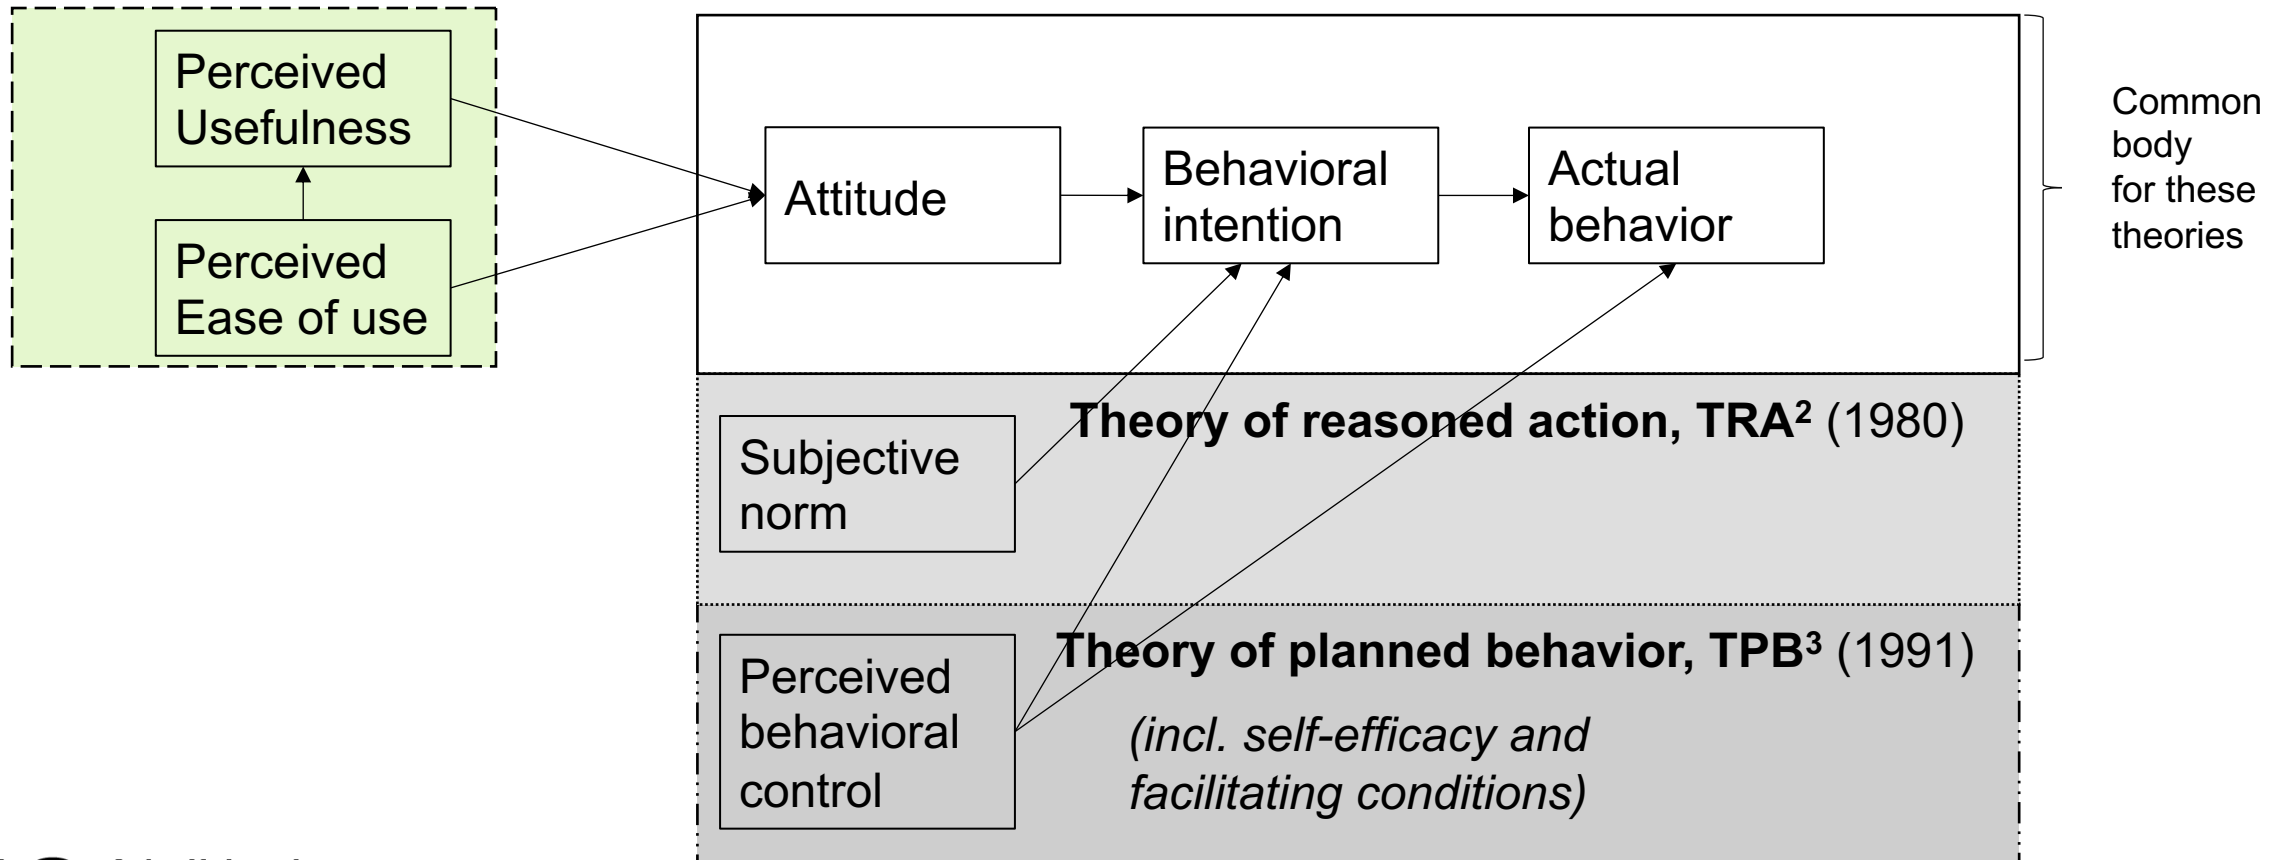 Perceived
Usefulness
Perceived
Ease of use
Attitude
Behavioral
intention
Actual
behavior
Common
body
for these
theories
Theory of reasoned action, TRA² (1980)
Subjective
norm
Theory of planned behavior, TPB³ (1991)
Perceived
behavioral
control
(incl. self-efficacy and
facilitating conditions)